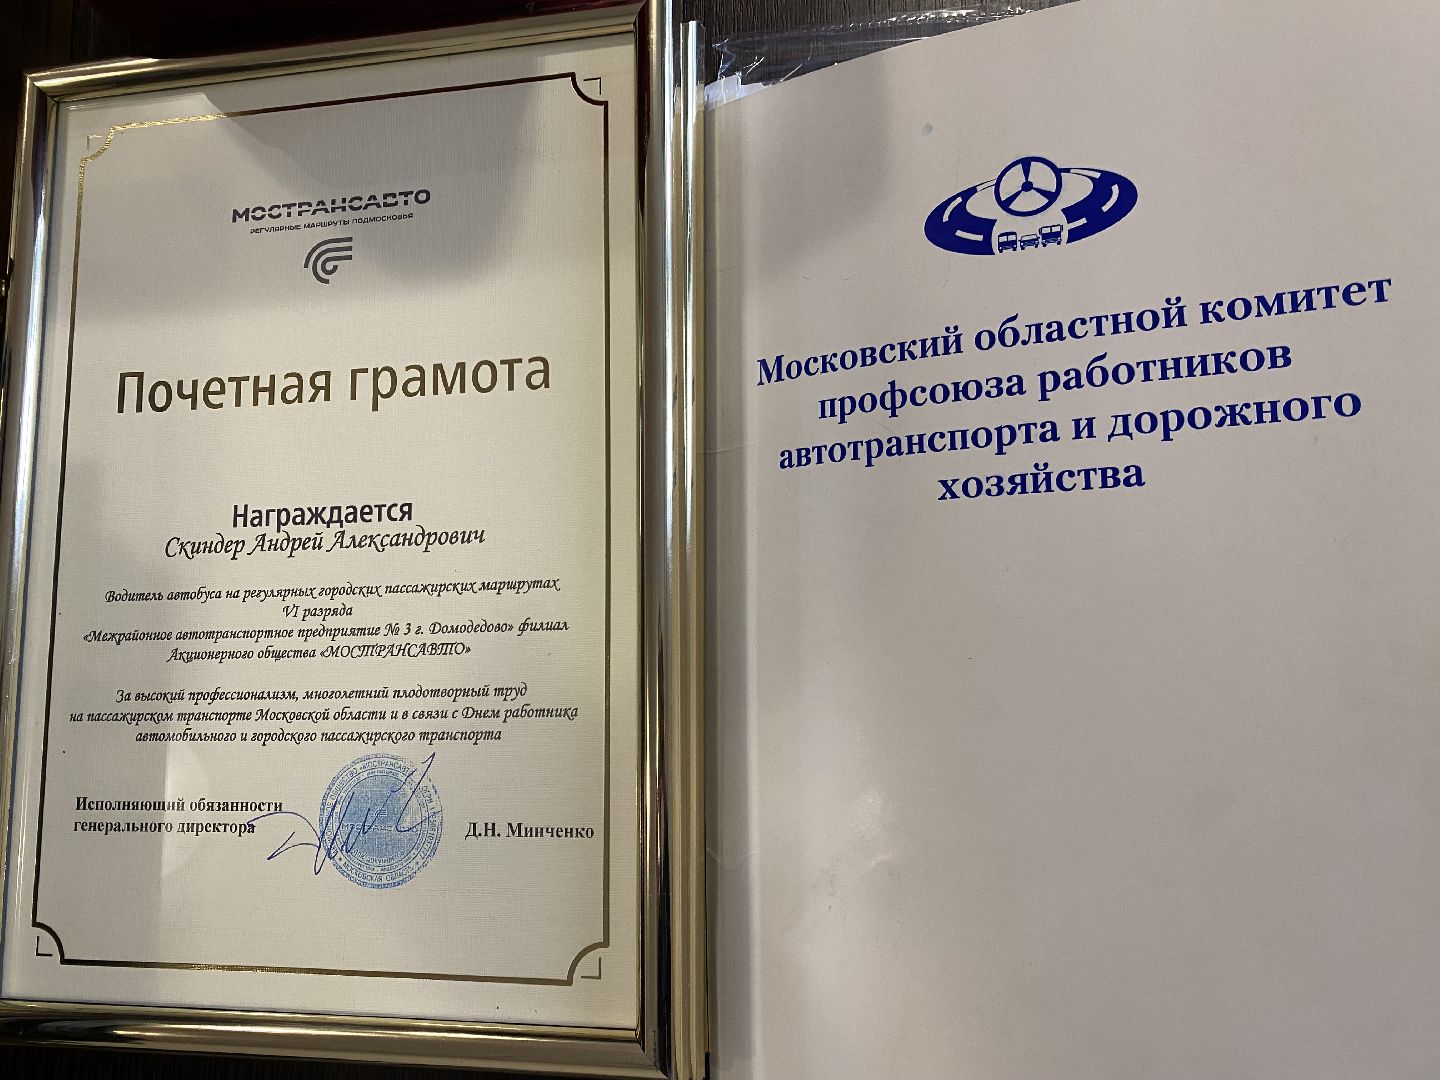 МОСТРАНСАВТО
РЕГУЛЯРНЫЕ МАРШРУТЫ ПОДМОСКОВЬЯ
Почетная грамота
Награждается
Скиндер Андрей Александрович
Водитель автобуса на регулярных городских пассажирских маршрутах
VI разряда
«Межрайонное автотранспортное предприятие № 3 г. Домодедово» филиал
Акционерного общества «МОСТРАНСАВТО»
За высокий профессионализм, многолетний плодотворный труд
на пассажирском транспорте Московской области и в связи с Днем работника
автомобильного и городского пассажирского транспорта
Исполняющий обязанности
генерального директора
Д.Н. Минченко
Московский областной комитет
профсоюза работников
автотранспорта и дорожного
хозяйства